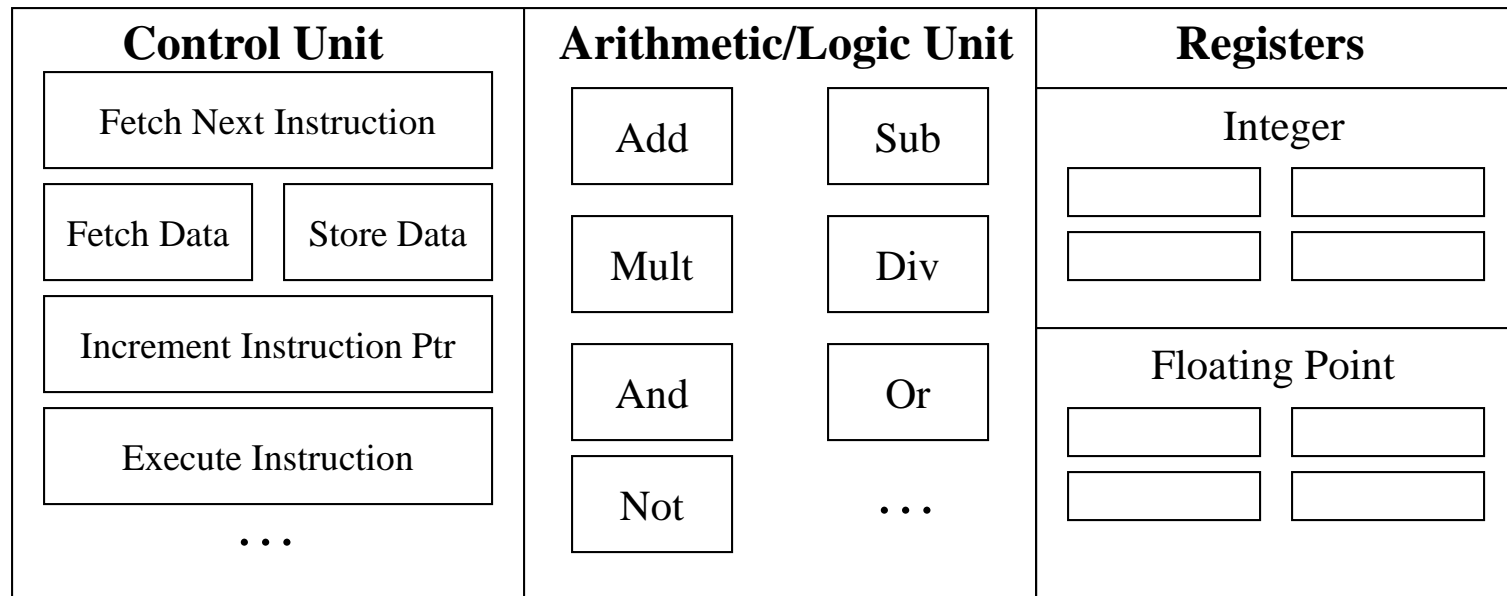 Control Unit
Fetch Next Instruction
Fetch Data
Store Data
Increment Instruction Ptr
Execute Instruction
...
Arithmetic/Logic Unit
Add
Sub
Mult
Div
And
Or
Not
...
Registers
Integer
Floating Point